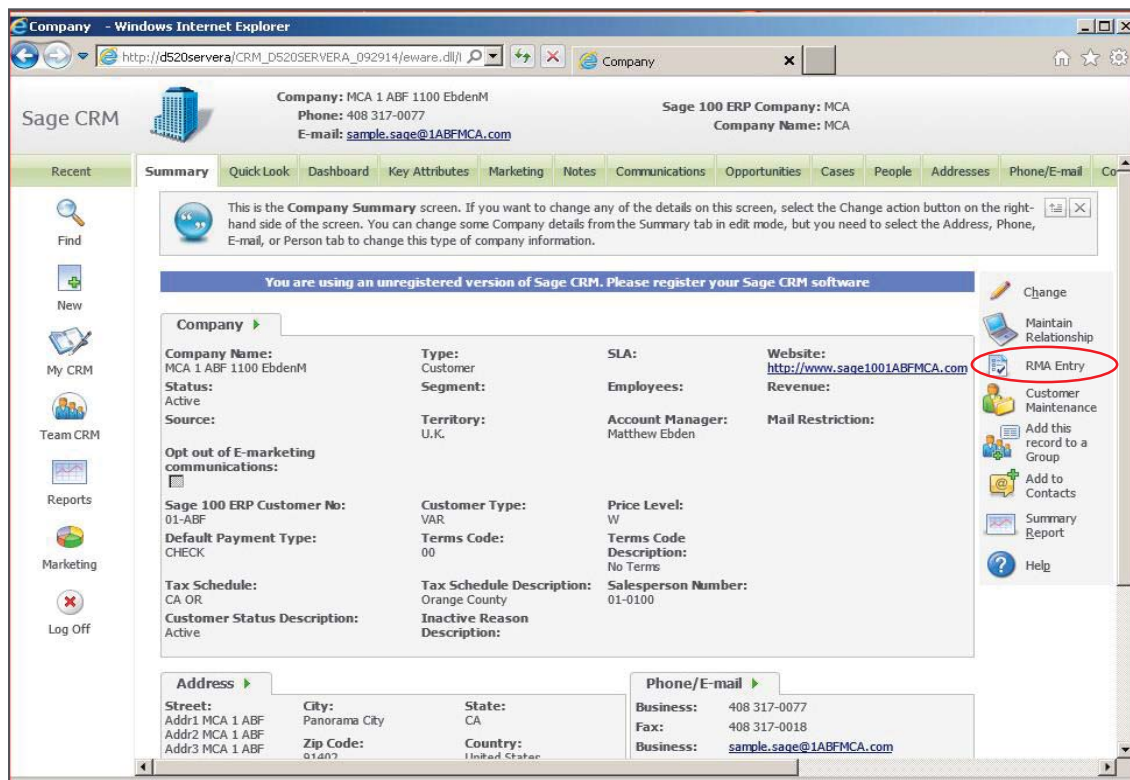 Company - Windows Internet Explorer
http://d520servera/CRM_D520SERVERA_092914/eware.dll/I
Company
Sage CRM
Company: MCA 1 ABF 1100 EbdenM
Phone: 408 317-0077
E-mail: sample.sage@1ABFMCA.com
Sage 100 ERP Company: MCA
Company Name: MCA
Recent
Summary Quick Look Dashboard Key Attributes Marketing Notes Communications Opportunities Cases People Addresses Phone/E-mail Co
Find
New
My CRM
Team CRM
Reports
Marketing
Log Off
This is the Company Summary screen. If you want to change any of the details on this screen, select the Change action button on the right-
hand side of the screen. You can change some Company details from the Summary tab in edit mode, but you need to select the Address, Phone,
E-mail, or Person tab to change this type of company information.
You are using an unregistered version of Sage CRM. Please register your Sage CRM software
Company
Company Name: Type: SLA: Website:
MCA 1 ABF 1100 EbdenM Customer http://www.sage1001ABFMCA.com
Status: Segment: Employees: Revenue:
Active
Source: Territory: Account Manager: Mail Restriction:
U.K. Matthew Ebden
Opt out of E-marketing
communications:
Sage 100 ERP Customer No: Customer Type: Price Level:
01-ABF VAR W
Default Payment Type: Terms Code: Terms Code
CHECK 00 Description:
No Terms
Tax Schedule: Tax Schedule Description: Salesperson Number:
CA OR Orange County 01-0100
Customer Status Description: Inactive Reason
Active Description:
Change
Maintain
Relationship
RMA Entry
Customer
Maintenance
Add this
record to a
Group
Add to
Contacts
Summary
Report
Help
Address
Street: City: State:
Addr1 MCA 1 ABF Panorama City CA
Addr2 MCA 1 ABF
Addr3 MCA 1 ABF Zip Code: Country:
91402 United States
Phone/E-mail
Business: 408 317-0077
Fax: 408 317-0018
Business: sample.sage@1ABFMCA.com